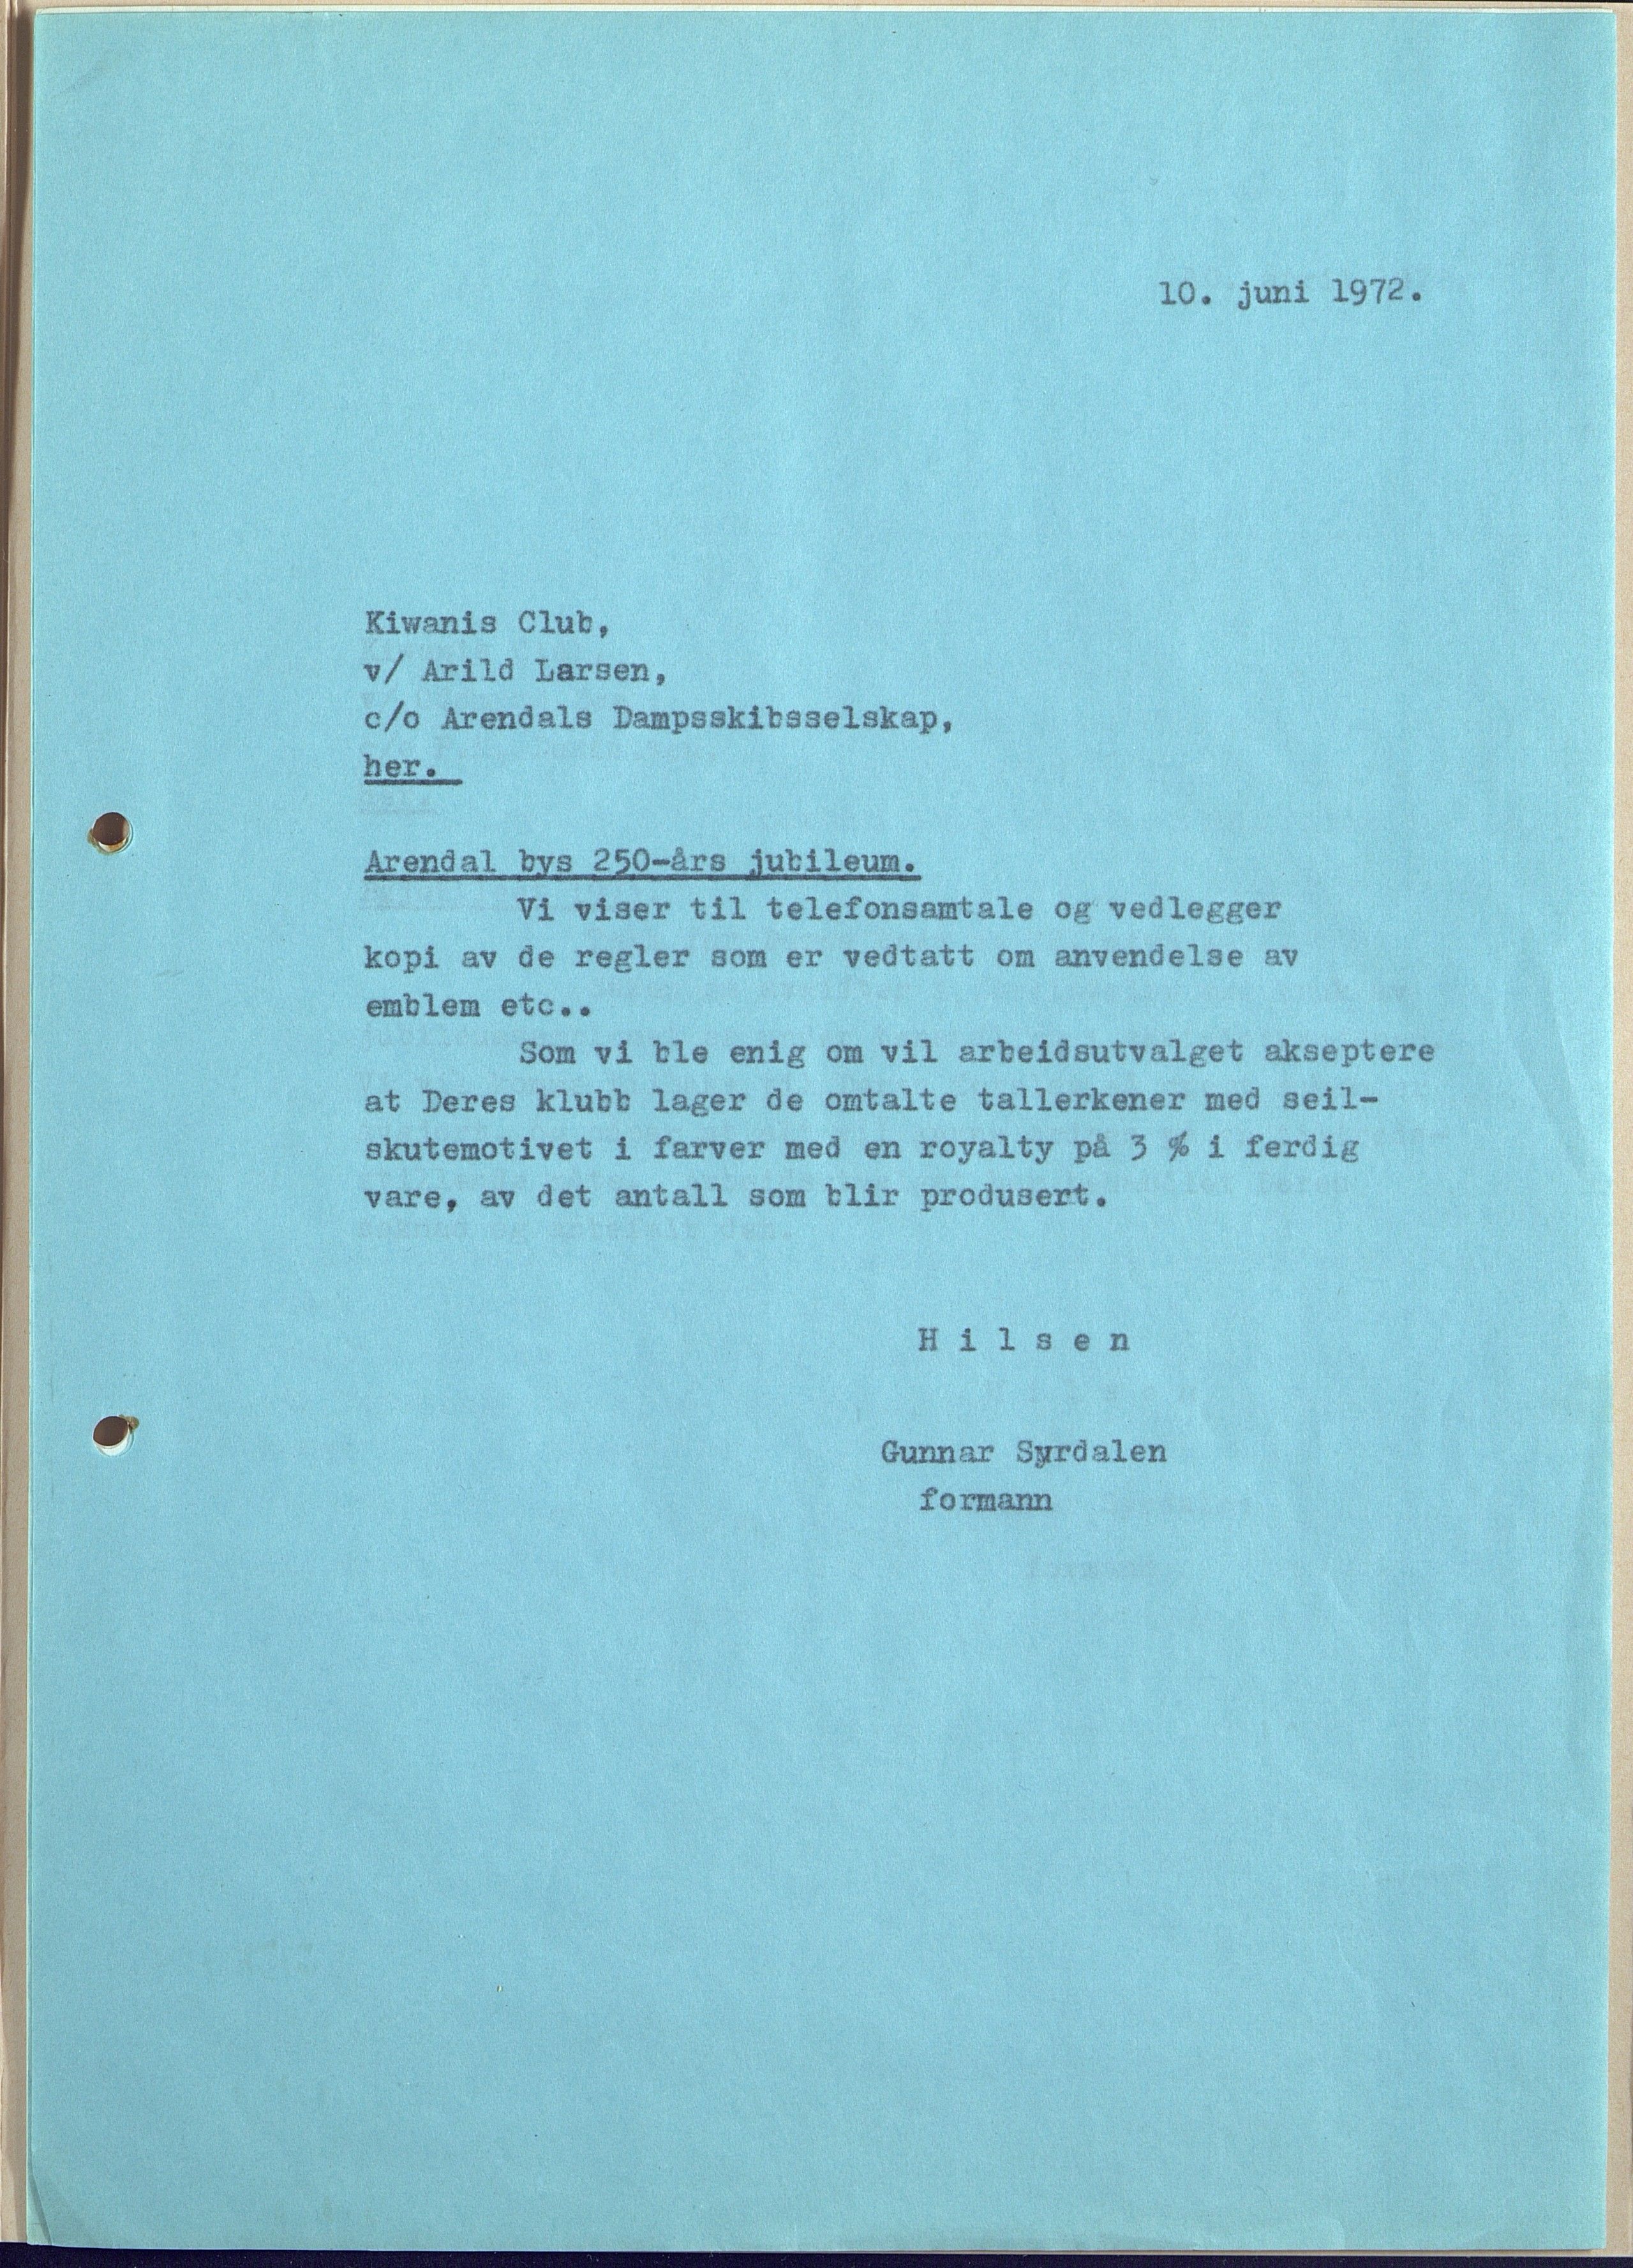 10. juni 1972.
Kiwanis Club,
v/ Arild Larsen,
c/o Arendals Dampsskibsselskap,
her.
Arendal bys 250-års jubileum.
Vi viser til telefonsamtale og vedlegger
kopi av de regler som er vedtatt om anvendelse av
emblem etc..
Som vi ble enig om vil arbeidsutvalget akseptere
at Deres klubb lager de omtalte tallerkener med seil-
skutemotivet i farver med en royalty på 3 % i ferdig
vare, av det antall som blir produsert.
H i l s e n
Gunnar Syrdalen
formann